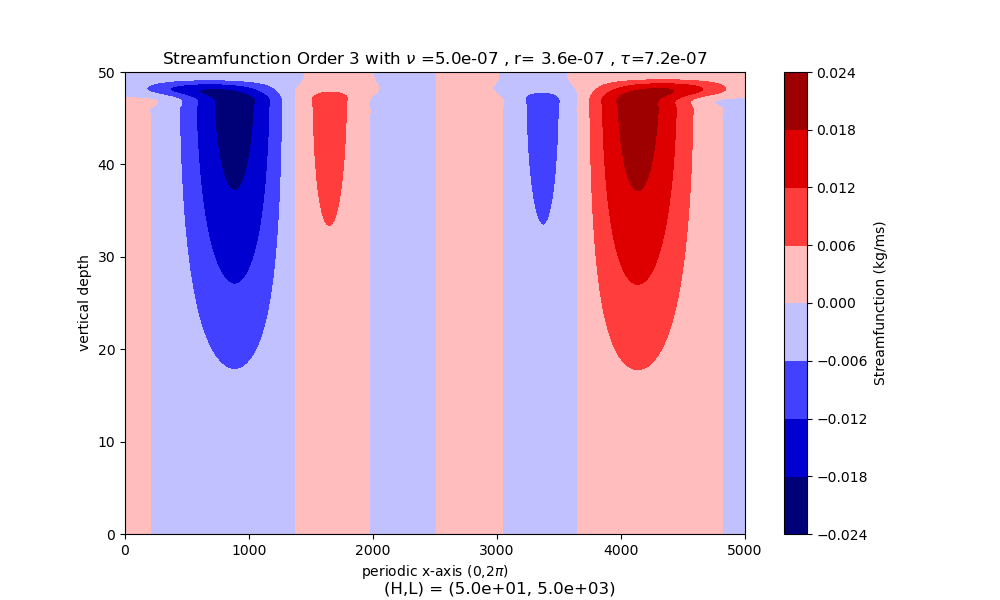 Streamfunction Order 3 with ν =5.0e-07 , r= 3.6e-07 , τ=7.2e-07
50
40
30
20
10
0
vertical depth
0 1000 2000 3000 4000 5000
periodic x-axis (0,2π)
(H,L) = (5.0e+01, 5.0e+03)
0.024
0.018
0.012
0.006
0.000
−0.006
−0.012
−0.018
−0.024
Streamfunction (kg/ms)